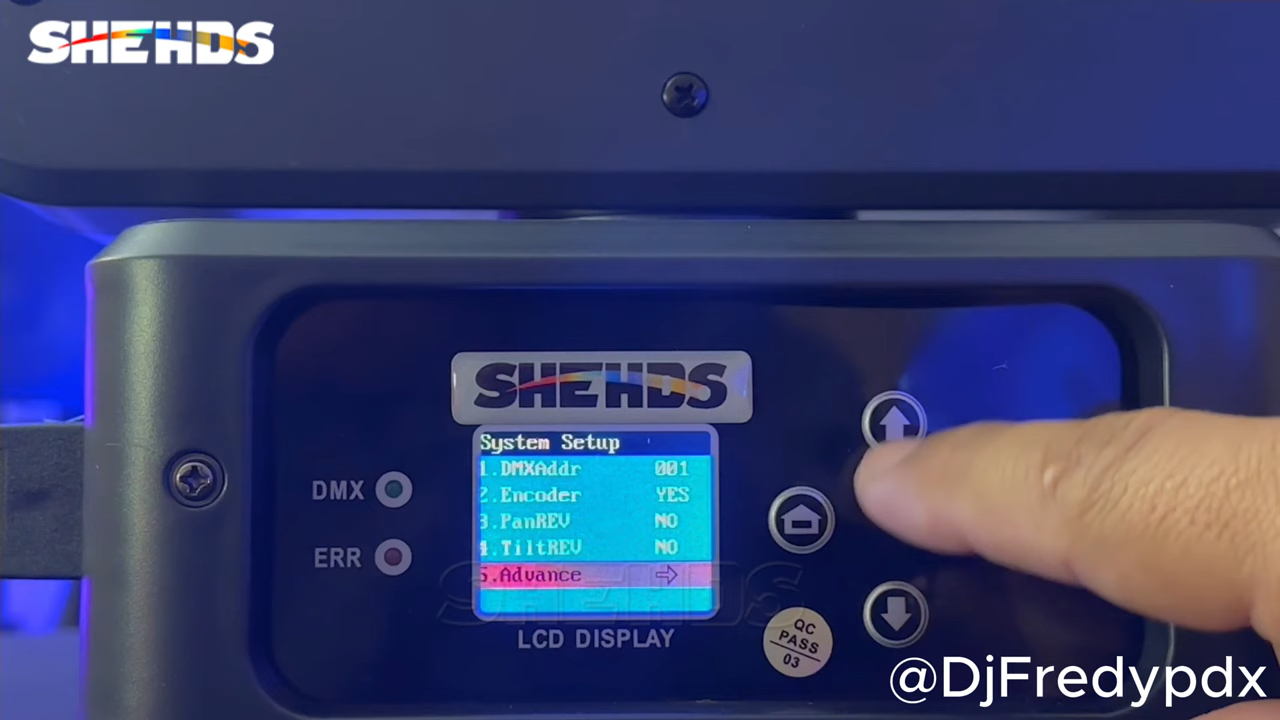 SHEHDS
SHEHDS
System Setup
1.DMXAddr 001
2.Encoder YES
3.PanREV NO
4.TiltREV NO
5.Advance
DMX
ERR
LCD DISPLAY
QC
PASS
03
SHEHDS
@DjFredypdx